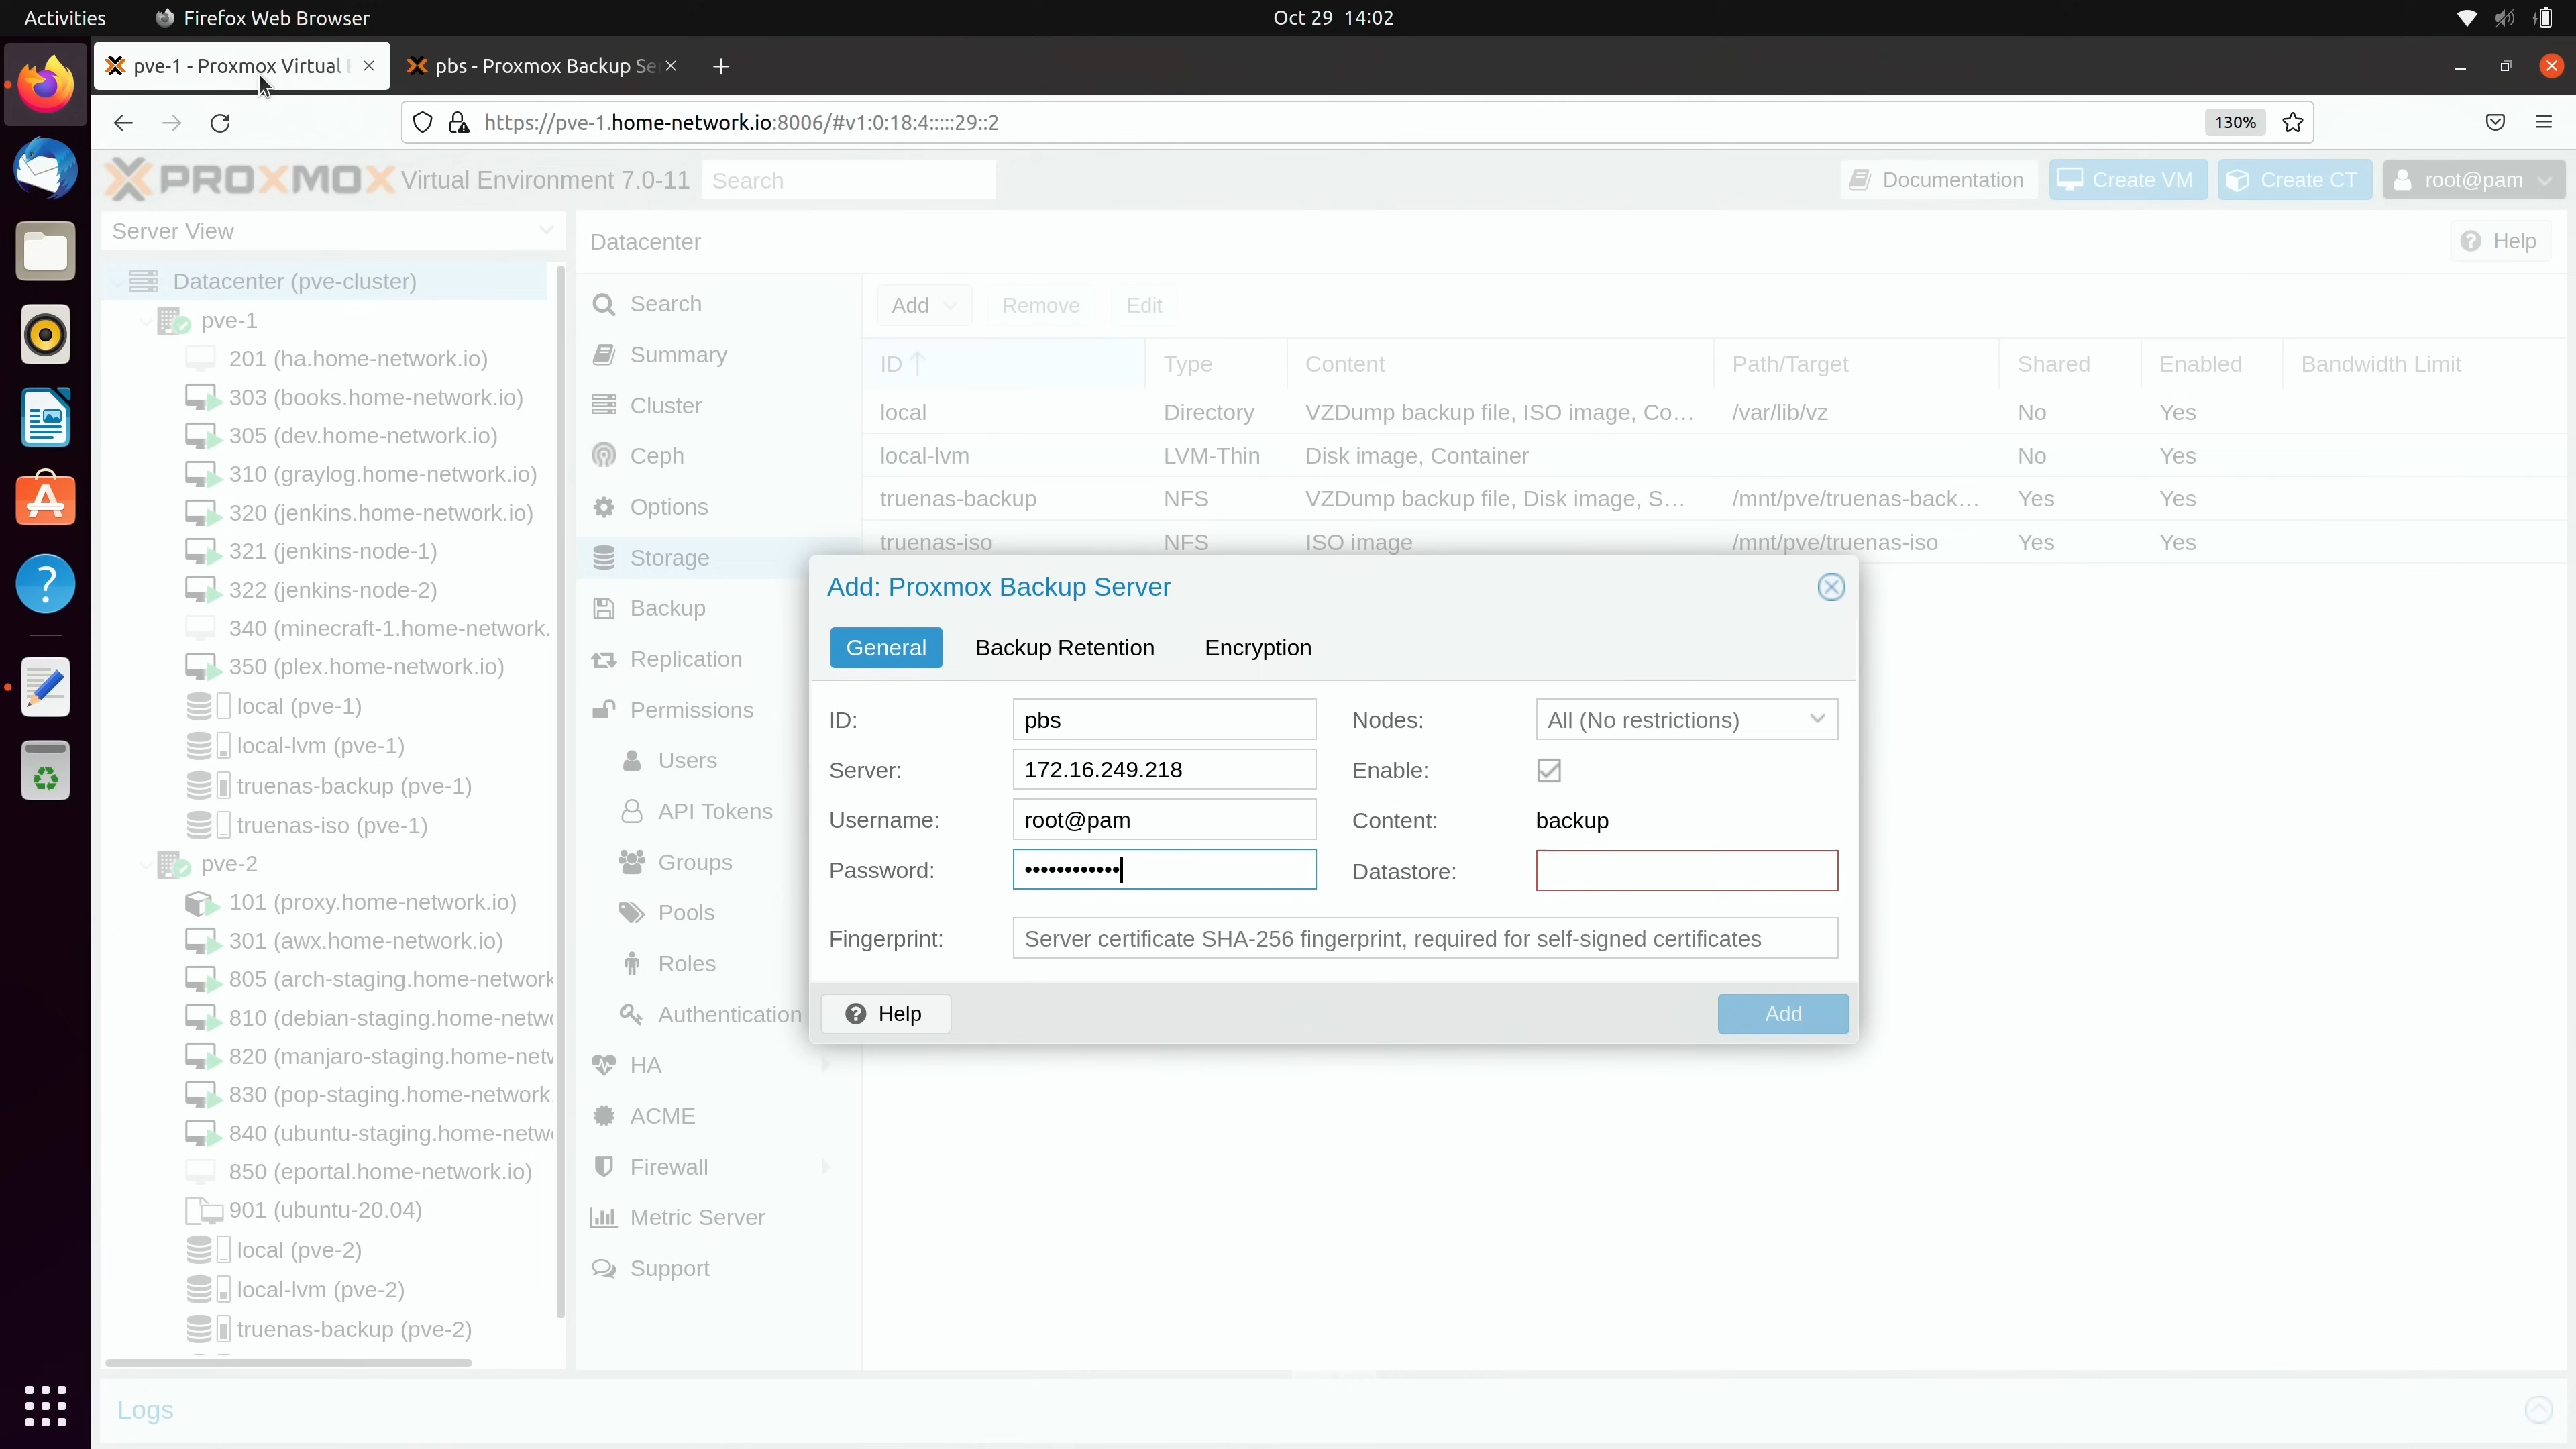 Activities Firefox Web Browser Oct 29 14:02
pve-1 - Proxmox Virtual pbs - Proxmox Backup Se
https://pve-1.home-network.io:8006/#v1:0:18:4:::::29::2 130%
PROXMOX Virtual Environment 7.0-11 Search Documentation Create VM Create CT root@pam
Server View
Datacenter (pve-cluster)
pve-1
201 (ha.home-network.io)
303 (books.home-network.io)
305 (dev.home-network.io)
310 (graylog.home-network.io)
320 (jenkins.home-network.io)
321 (jenkins-node-1)
322 (jenkins-node-2)
340 (minecraft-1.home-network.
350 (plex.home-network.io)
local (pve-1)
local-lvm (pve-1)
truenas-backup (pve-1)
truenas-iso (pve-1)
pve-2
101 (proxy.home-network.io)
301 (awx.home-network.io)
805 (arch-staging.home-network
810 (debian-staging.home-netw
820 (manjaro-staging.home-netw
830 (pop-staging.home-network
840 (ubuntu-staging.home-netw
850 (eportal.home-network.io)
901 (ubuntu-20.04)
local (pve-2)
local-lvm (pve-2)
truenas-backup (pve-2)
Datacenter Help
Search
Summary
Cluster
Ceph
Options
Storage
Backup
Replication
Permissions
Users
API Tokens
Groups
Pools
Roles
Authentication
HA
ACME
Firewall
Metric Server
Support
Add Remove Edit
ID Type Content Path/Target Shared Enabled Bandwidth Limit
local Directory VZDump backup file, ISO image, Co... /var/lib/vz No Yes
local-lvm LVM-Thin Disk image, Container No Yes
truenas-backup NFS VZDump backup file, Disk image, S... /mnt/pve/truenas-back... Yes Yes
truenas-iso NFS ISO image /mnt/pve/truenas-iso Yes Yes
Add: Proxmox Backup Server
General Backup Retention Encryption
ID: pbs Nodes: All (No restrictions)
Server: 172.16.249.218 Enable:
Username: root@pam Content: backup
Password: •••••••••••• Datastore:
Fingerprint: Server certificate SHA-256 fingerprint, required for self-signed certificates
Help Add
Logs